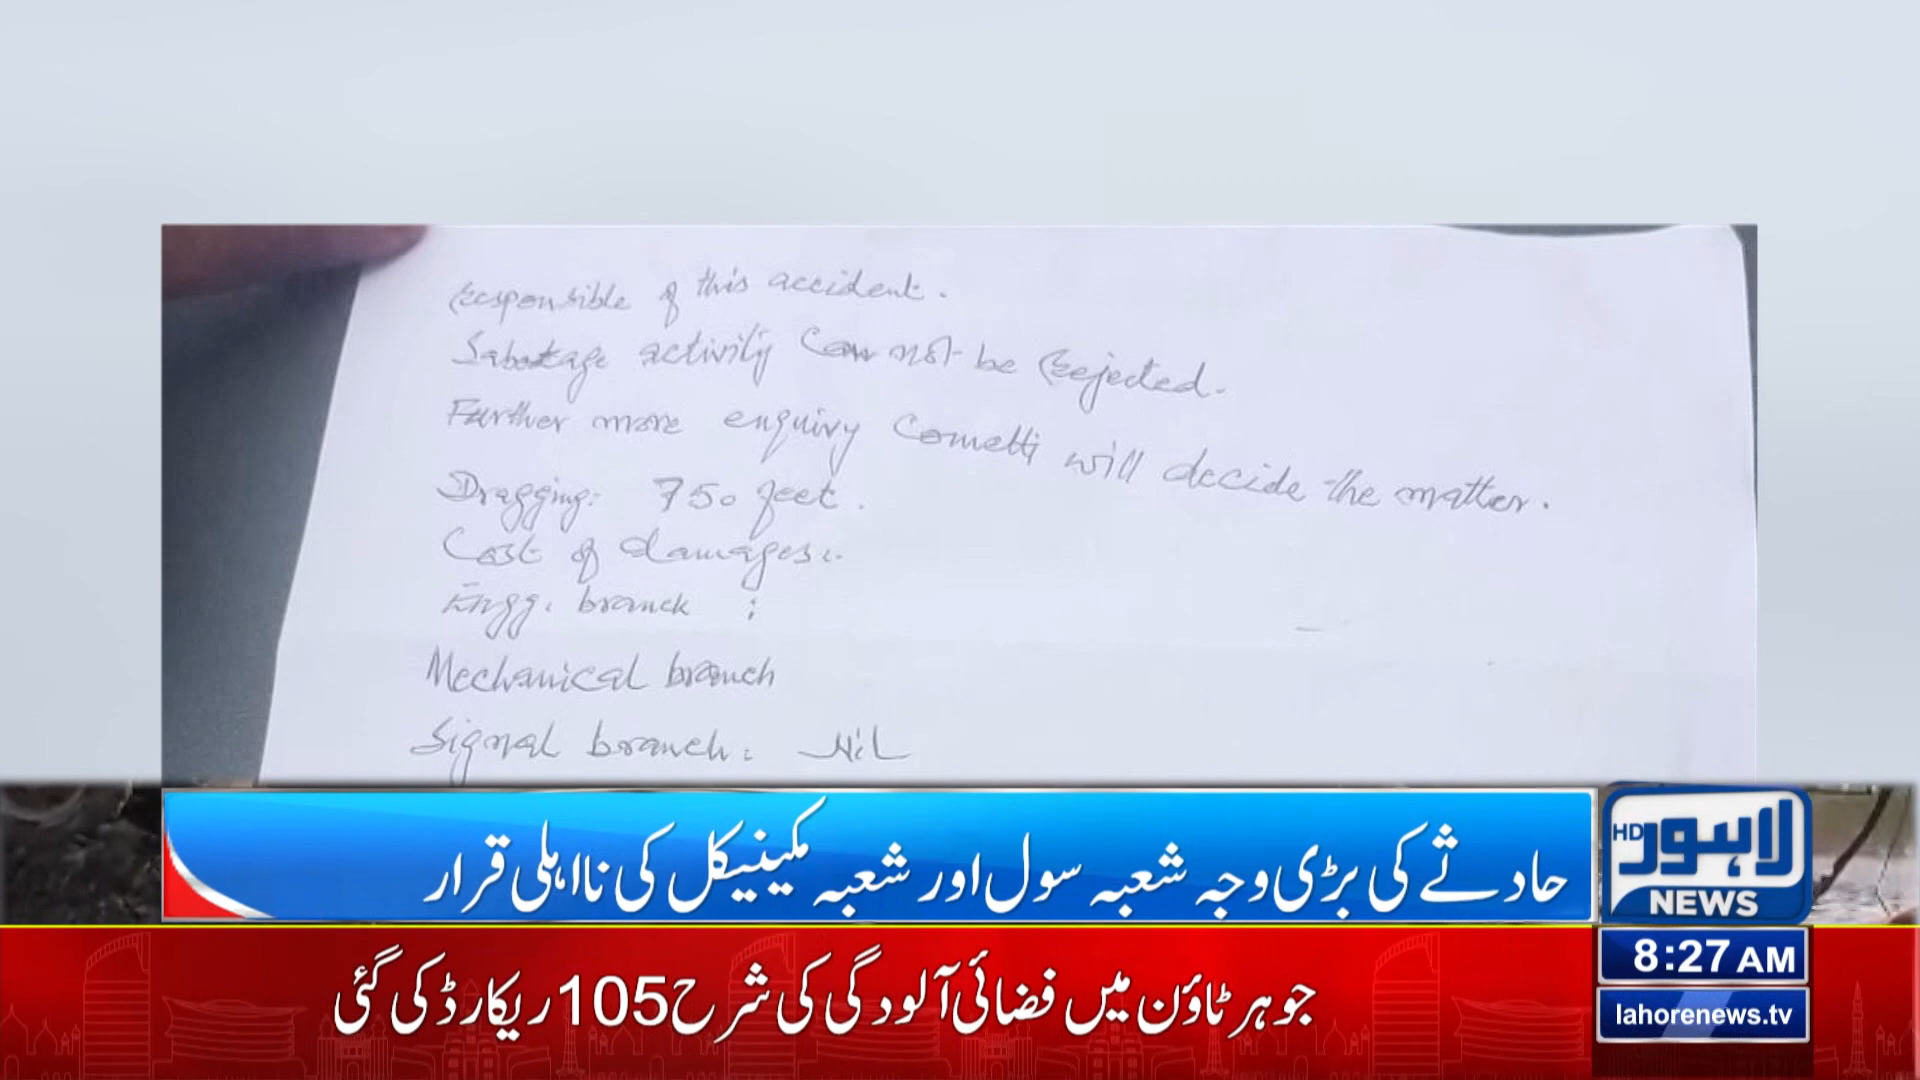 responsible of this accident.
Sabotage activity can not be rejected.
Further more enquiry Cometti will decide the matter.
Dragging: 750 feet.
Cost of damages:-
Engg. branch :
Mechanical branch
Signal branch: Nil
حادثے کی بڑی وجہ شعبہ سول اور شعبہ مکینیکل کی نااہلی قرار
HD لاہور
NEWS
8:27 AM
جوہر ٹاؤن میں فضائی آلودگی کی شرح 105 ریکارڈ کی گئی
lahorenews.tv